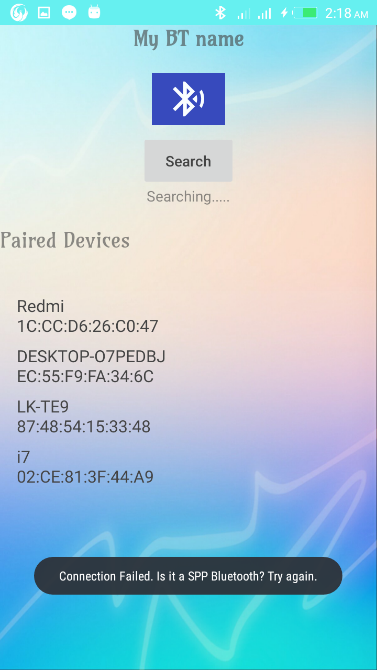 2:18 AM
My BT name
Search
Searching.....
Paired Devices
Redmi
1C:CC:D6:26:C0:47
DESKTOP-O7PEDBJ
EC:55:F9:FA:34:6C
LK-TE9
87:48:54:15:33:48
i7
02:CE:81:3F:44:A9
Connection Failed. Is it a SPP Bluetooth? Try again.